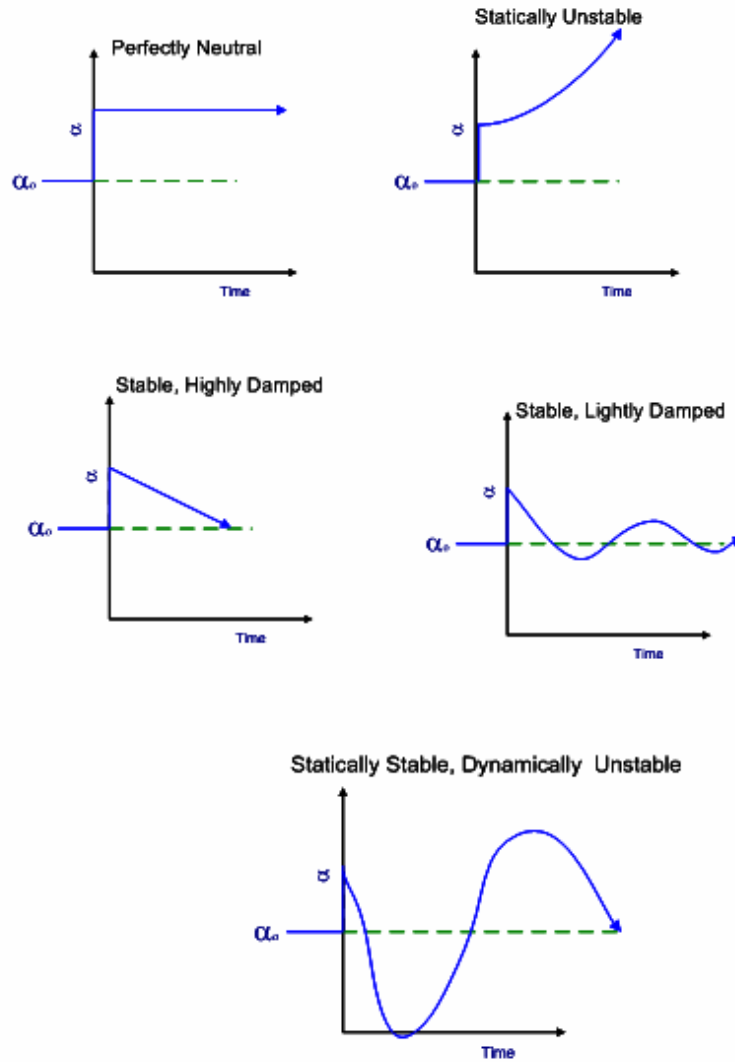 Perfectly Neutral
α
α₀
Time
Statically Unstable
α
α₀
Time
Stable, Highly Damped
α
α₀
Time
Stable, Lightly Damped
α
α₀
Time
Statically Stable, Dynamically Unstable
α
α₀
Time